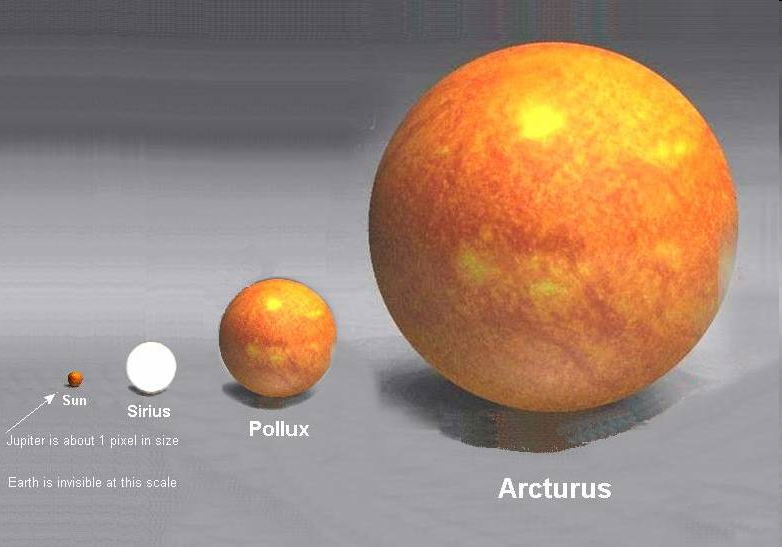 Sun
Sirius
Pollux
Jupiter is about 1 pixel in size
Earth is invisible at this scale
Arcturus